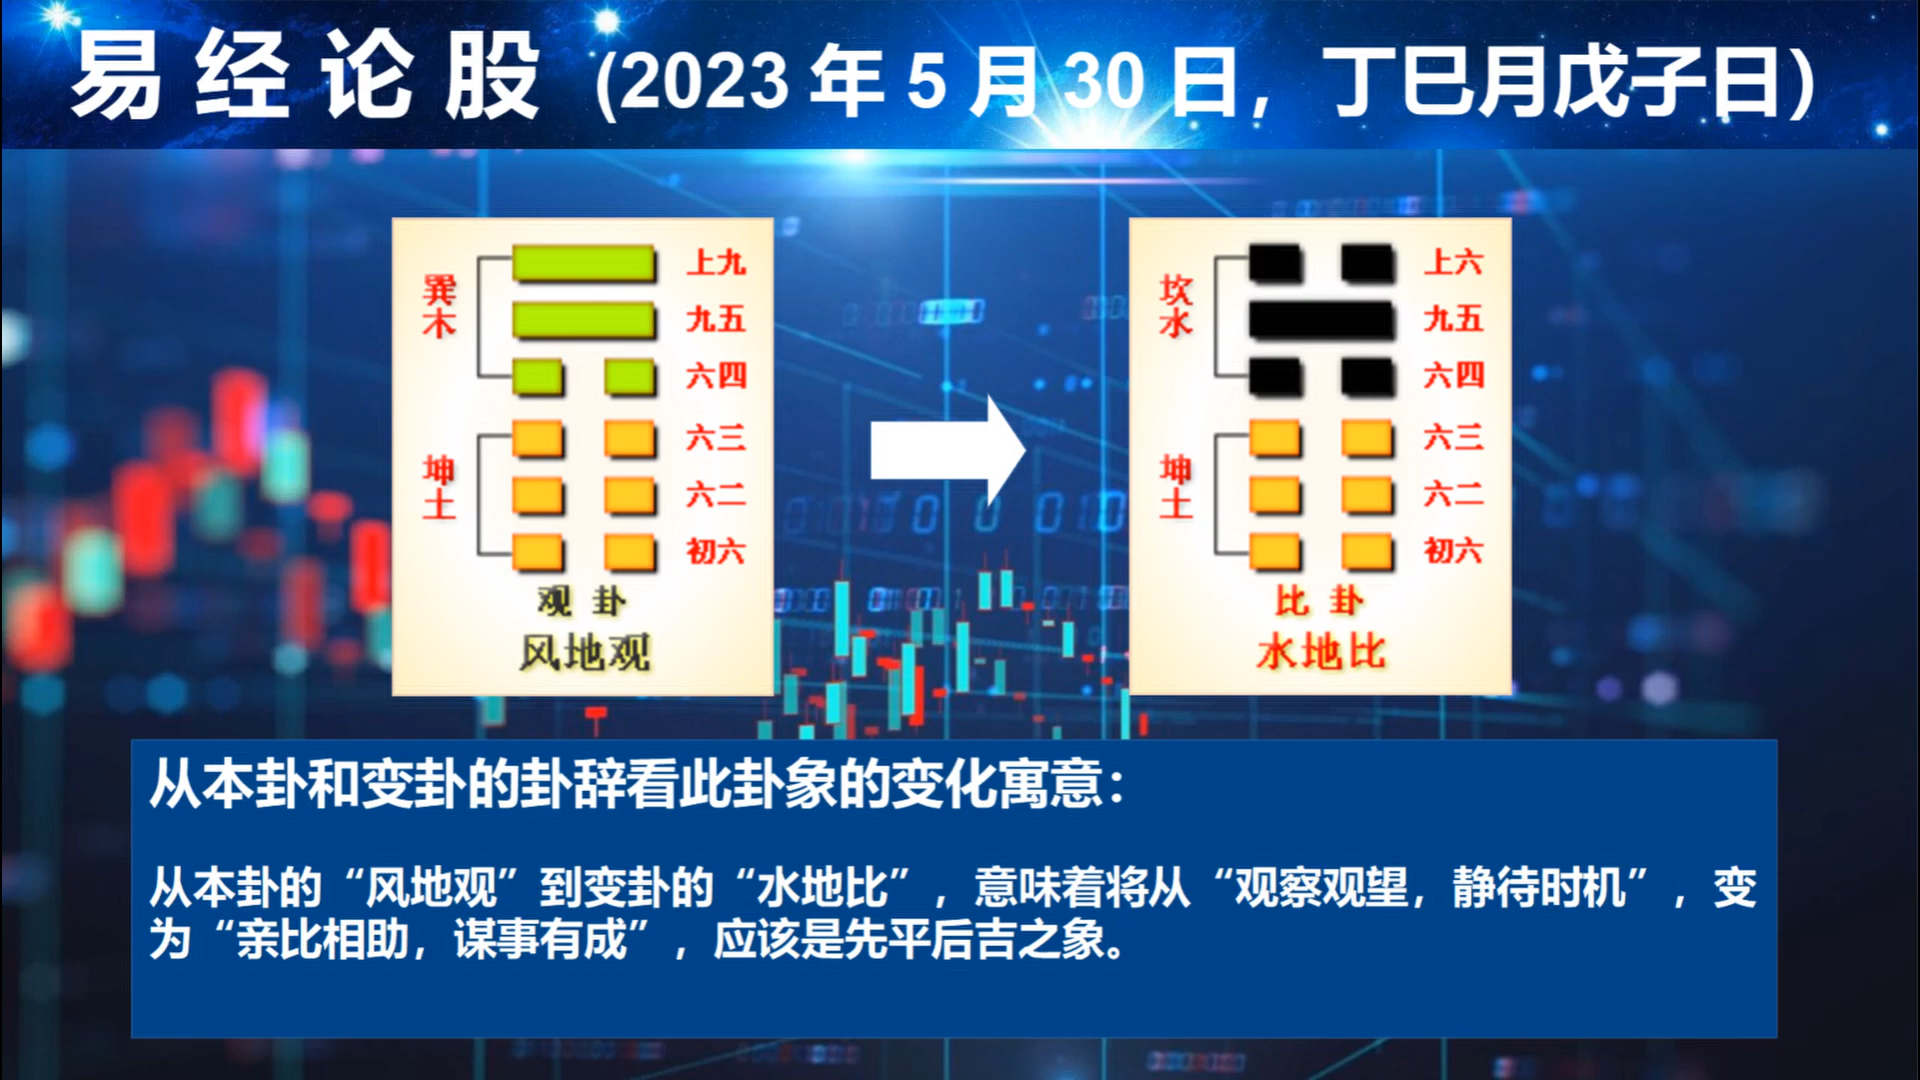 易经论股 (2023年5月30日，丁巳月戊子日)
巽木
上九
九五
六四
坤土
六三
六二
初六
观卦
风地观
坎水
上六
九五
六四
坤土
六三
六二
初六
比卦
水地比
从本卦和变卦的卦辞看此卦象的变化寓意：
从本卦的“风地观”到变卦的“水地比”，意味着将从“观察观望，静待时机”，变
为“亲比相助，谋事有成”，应该是先平后吉之象。